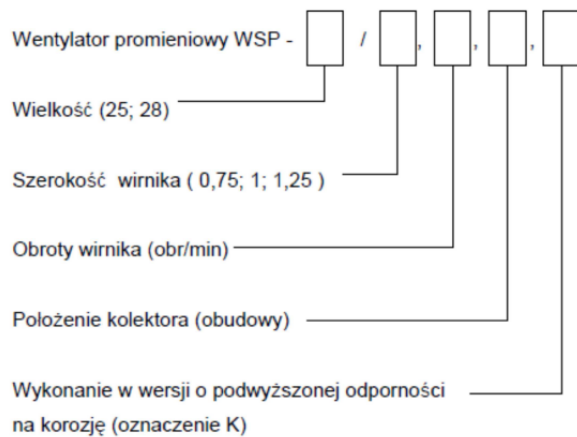 Wentylator promieniowy WSP - / , , ,
Wielkość (25; 28)
Szerokość wirnika ( 0,75; 1; 1,25 )
Obroty wirnika (obr/min)
Położenie kolektora (obudowy)
Wykonanie w wersji o podwyższonej odporności
na korozję (oznaczenie K)